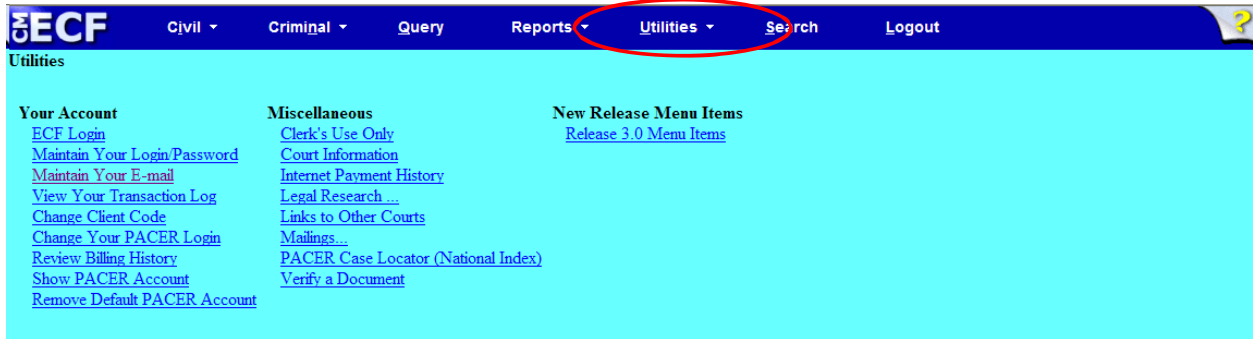 CM ECF Civil Criminal Query Reports Utilities Search Logout ?
Utilities
Your Account
ECF Login
Maintain Your Login/Password
Maintain Your E-mail
View Your Transaction Log
Change Client Code
Change Your PACER Login
Review Billing History
Show PACER Account
Remove Default PACER Account
Miscellaneous
Clerk's Use Only
Court Information
Internet Payment History
Legal Research ...
Links to Other Courts
Mailings...
PACER Case Locator (National Index)
Verify a Document
New Release Menu Items
Release 3.0 Menu Items